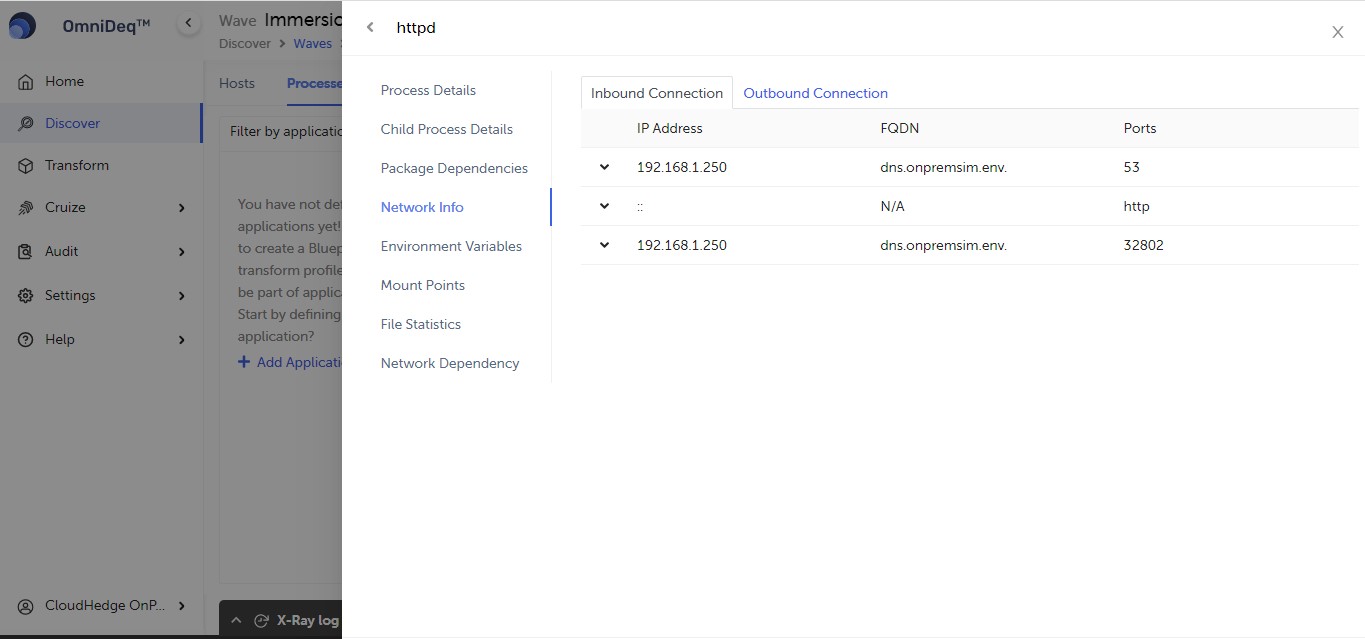 OmniDeq™
Home
Discover
Transform
Cruize
Audit
Settings
Help
CloudHedge OnP...
Wave Immersio
Discover > Waves
Hosts
Processe
Filter by applicatio
You have not de
applications yet!
to create a Bluep
transform profile
be part of applica
Start by defining
application?
+ Add Applicati
X-Ray log
httpd
Process Details
Child Process Details
Package Dependencies
Network Info
Environment Variables
Mount Points
File Statistics
Network Dependency
Inbound Connection
Outbound Connection
IP Address FQDN Ports
192.168.1.250 dns.onpremsim.env. 53
:: N/A http
192.168.1.250 dns.onpremsim.env. 32802